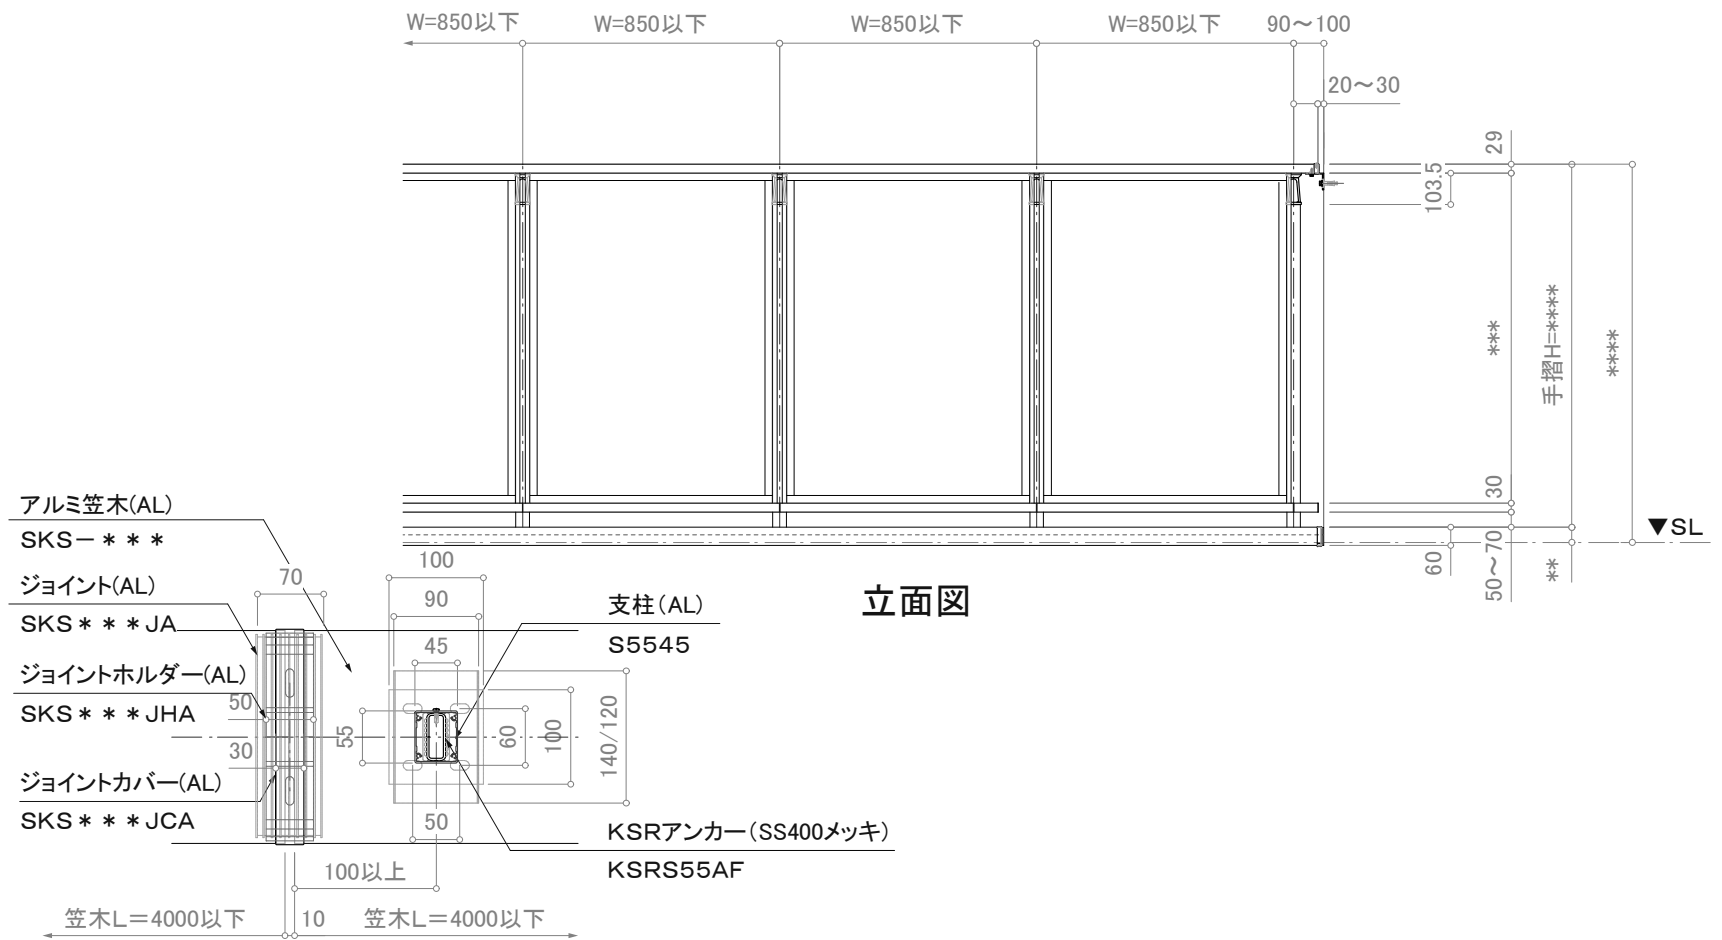 W=850以下
W=850以下
W=850以下
W=850以下
90～100
20～30
29
103.5
***
手摺H=****
****
30
▼SL
60
50～70
**
立面図
アルミ笠木(AL)
SKS－＊＊＊
ジョイント(AL)
SKS＊＊＊JA
ジョイントホルダー(AL)
SKS＊＊＊JHA
ジョイントカバー(AL)
SKS＊＊＊JCA
70
50
30
100
90
45
55
60
100
140/120
50
支柱(AL)
S5545
KSRアンカー(SS400メッキ)
KSRS55AF
100以上
笠木L＝4000以下
10
笠木L＝4000以下